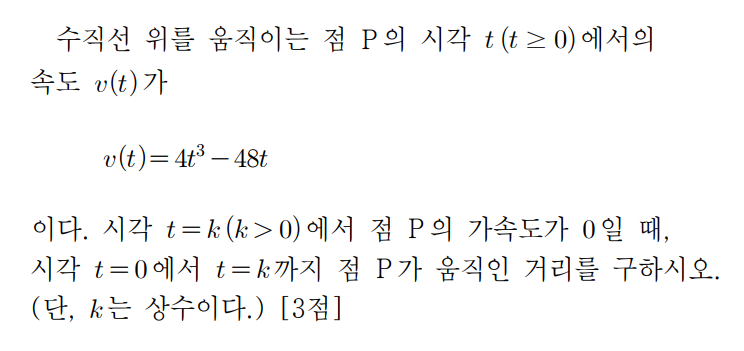 수직선 위를 움직이는 점 P의 시각 t(t ≥ 0)에서의
속도 v(t)가
v(t)=4t³-48t
이다. 시각 t=k(k>0)에서 점 P의 가속도가 0일 때,
시각 t=0에서 t=k까지 점 P가 움직인 거리를 구하시오.
(단, k는 상수이다.) [3점]